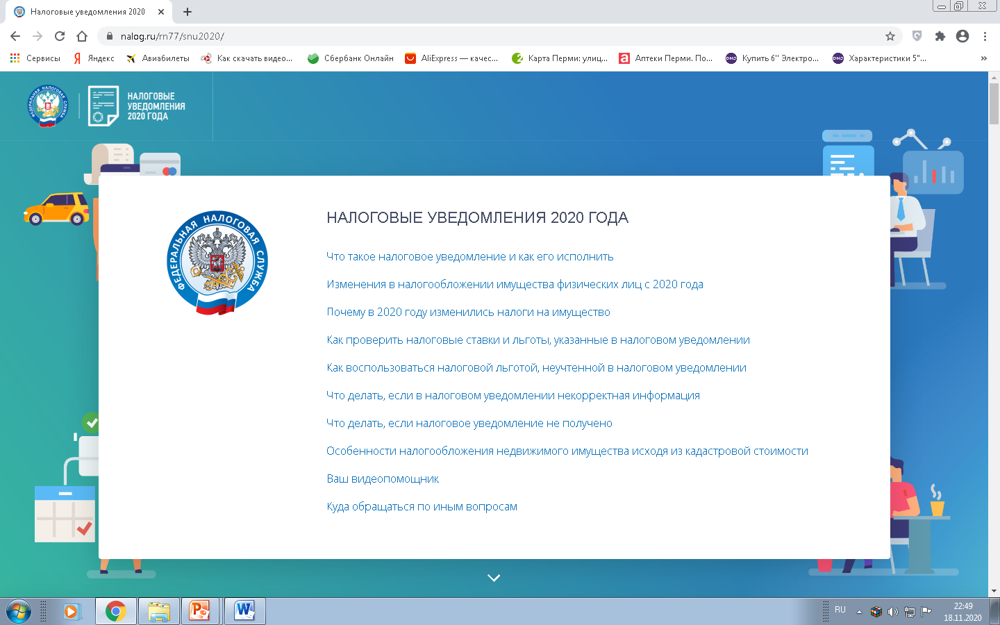 Налоговые уведомления 2020
nalog.ru/rn77/snu2020/
Сервисы
Яндекс
Авиабилеты
Как скачать видео...
Сбербанк Онлайн
AliExpress — качес...
Карта Перми: улиц...
Аптеки Перми. По...
DNS
Купить 6" Электро...
DNS
Характеристики 5"...
»
ФЕДЕРАЛЬНАЯ НАЛОГОВАЯ СЛУЖБА
НАЛОГОВЫЕ
УВЕДОМЛЕНИЯ
2020 ГОДА
ФЕДЕРАЛЬНАЯ НАЛОГОВАЯ СЛУЖБА
НАЛОГОВЫЕ УВЕДОМЛЕНИЯ 2020 ГОДА
Что такое налоговое уведомление и как его исполнить
Изменения в налогообложении имущества физических лиц с 2020 года
Почему в 2020 году изменились налоги на имущество
Как проверить налоговые ставки и льготы, указанные в налоговом уведомлении
Как воспользоваться налоговой льготой, неучтенной в налоговом уведомлении
Что делать, если в налоговом уведомлении некорректная информация
Что делать, если налоговое уведомление не получено
Особенности налогообложения недвижимого имущества исходя из кадастровой стоимости
Ваш видеопомощник
Куда обращаться по иным вопросам
RU
22:49
18.11.2020